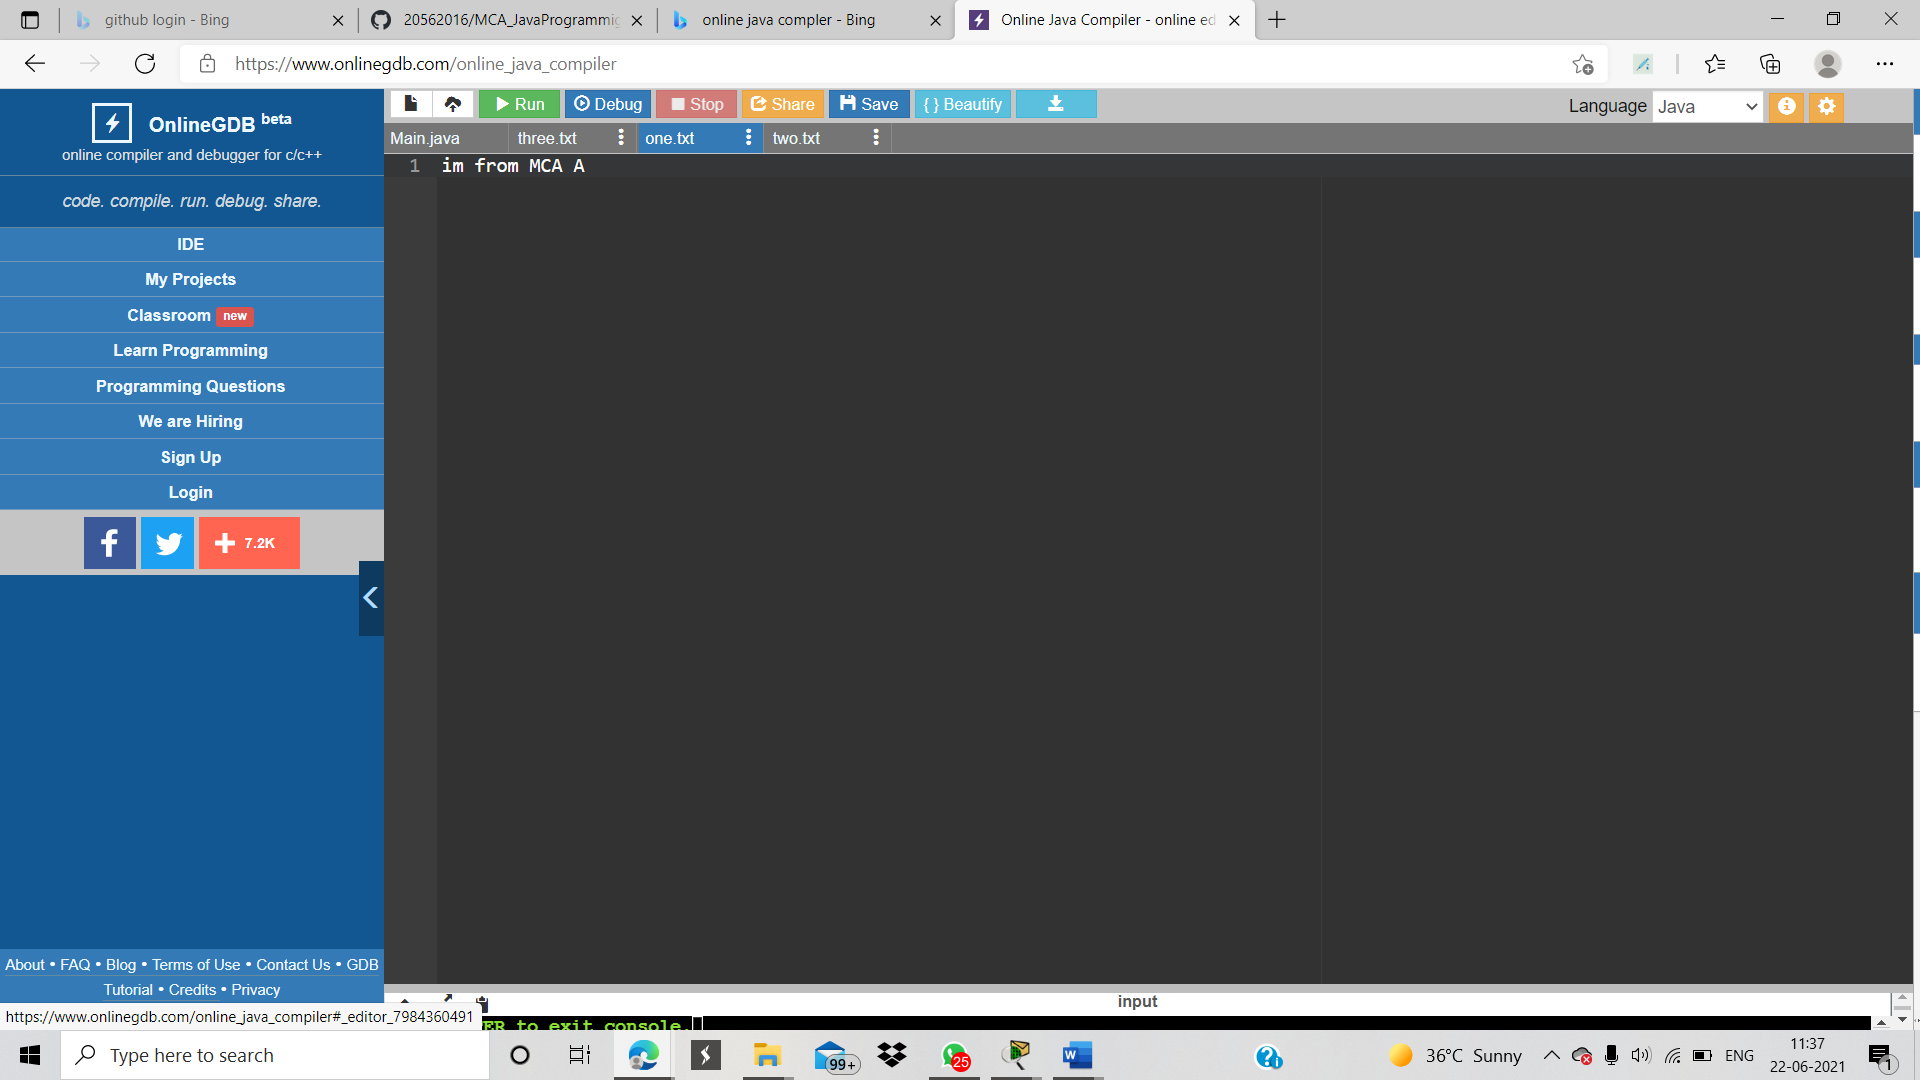 github login - Bing
20562016/MCA_JavaProgrammig
online java compler - Bing
Online Java Compiler - online ed
https://www.onlinegdb.com/online_java_compiler
OnlineGDB beta
online compiler and debugger for c/c++
code. compile. run. debug. share.
IDE
My Projects
Classroom new
Learn Programming
Programming Questions
We are Hiring
Sign Up
Login
7.2K
About • FAQ • Blog • Terms of Use • Contact Us • GDB
Tutorial • Credits • Privacy
https://www.onlinegdb.com/online_java_compiler#_editor_7984360491
Run Debug Stop Share Save { } Beautify
Language Java
Main.java three.txt one.txt two.txt
1 im from MCA A
input
to exit console.
Type here to search
99+
25
36°C Sunny
ENG
11:37
22-06-2021
1